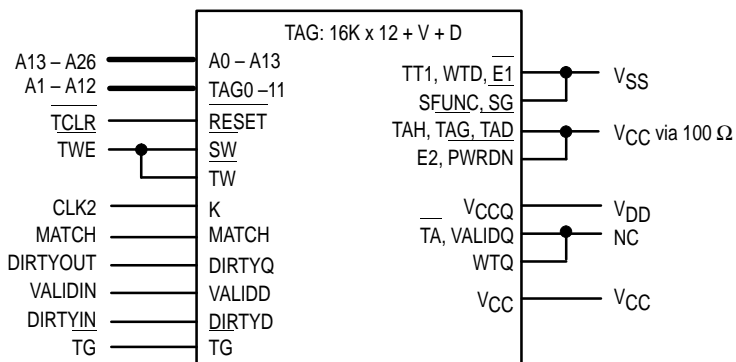 TAG: 16K x 12 + V + D
A13 – A26 A0 – A13
A1 – A12 TAG0 –11
TCLR RESET
TWE SW
TW
CLK2 K
MATCH MATCH
DIRTYOUT DIRTYQ
VALIDIN VALIDD
DIRTYIN DIRTYD
TG TG
TT1, WTD, E1 VSS
SFUNC, SG
TAH, TAG, TAD VCC via 100 Ω
E2, PWRDN
VCCQ VDD
TA, VALIDQ NC
WTQ
VCC VCC